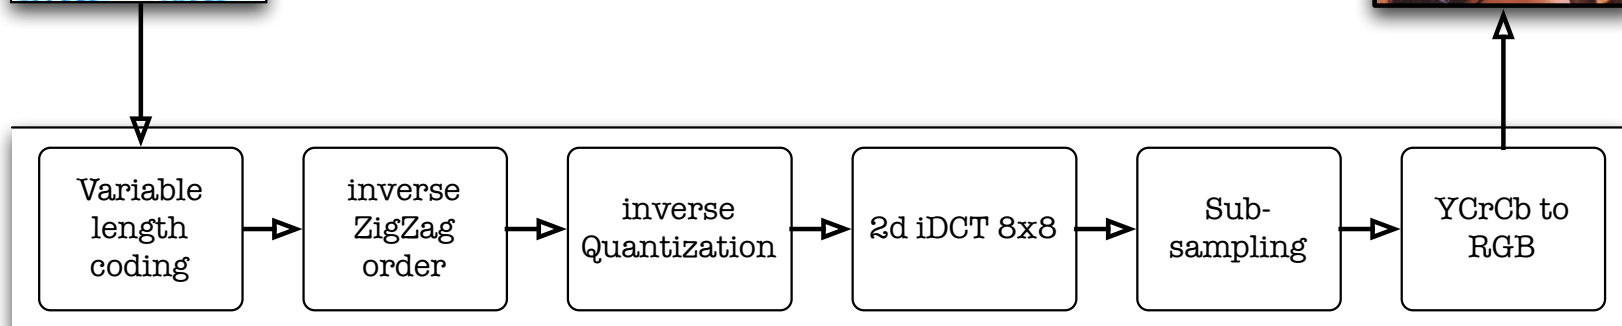 Variable
length
coding
inverse
ZigZag
order
inverse
Quantization
2d iDCT 8x8
Sub-
sampling
YCrCb to
RGB